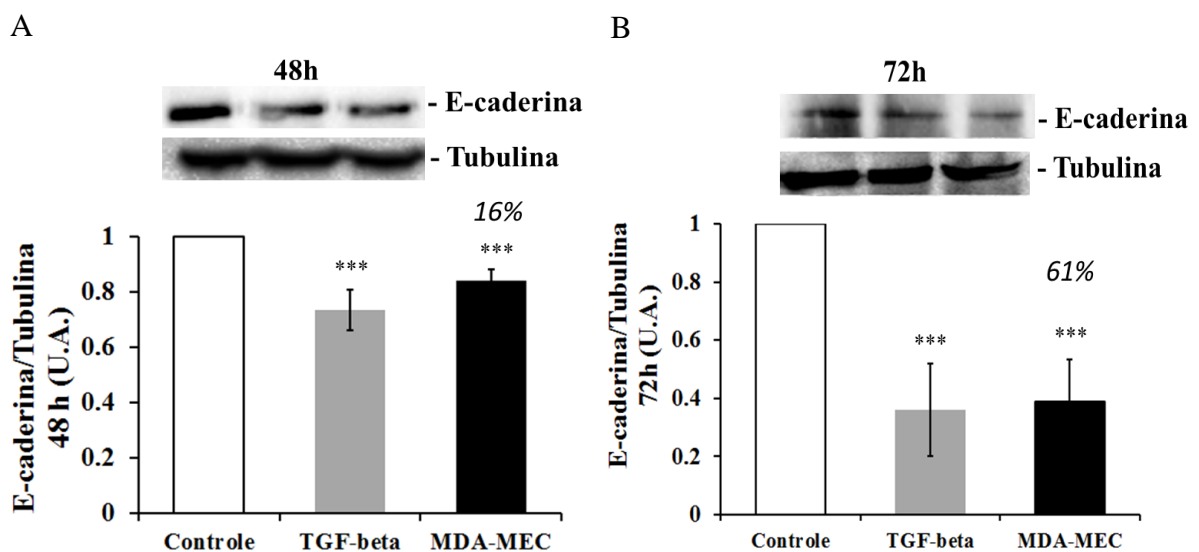 A
48h
- E-caderina
- Tubulina
16%
E-caderina/Tubulina
48 h (U.A.)
1
0.8
0.6
0.4
0.2
0
***
***
Controle
TGF-beta
MDA-MEC
B
72h
- E-caderina
- Tubulina
61%
E-caderina/Tubulina
72h (U.A.)
1
0.8
0.6
0.4
0.2
0
***
***
Controle
TGF-beta
MDA-MEC